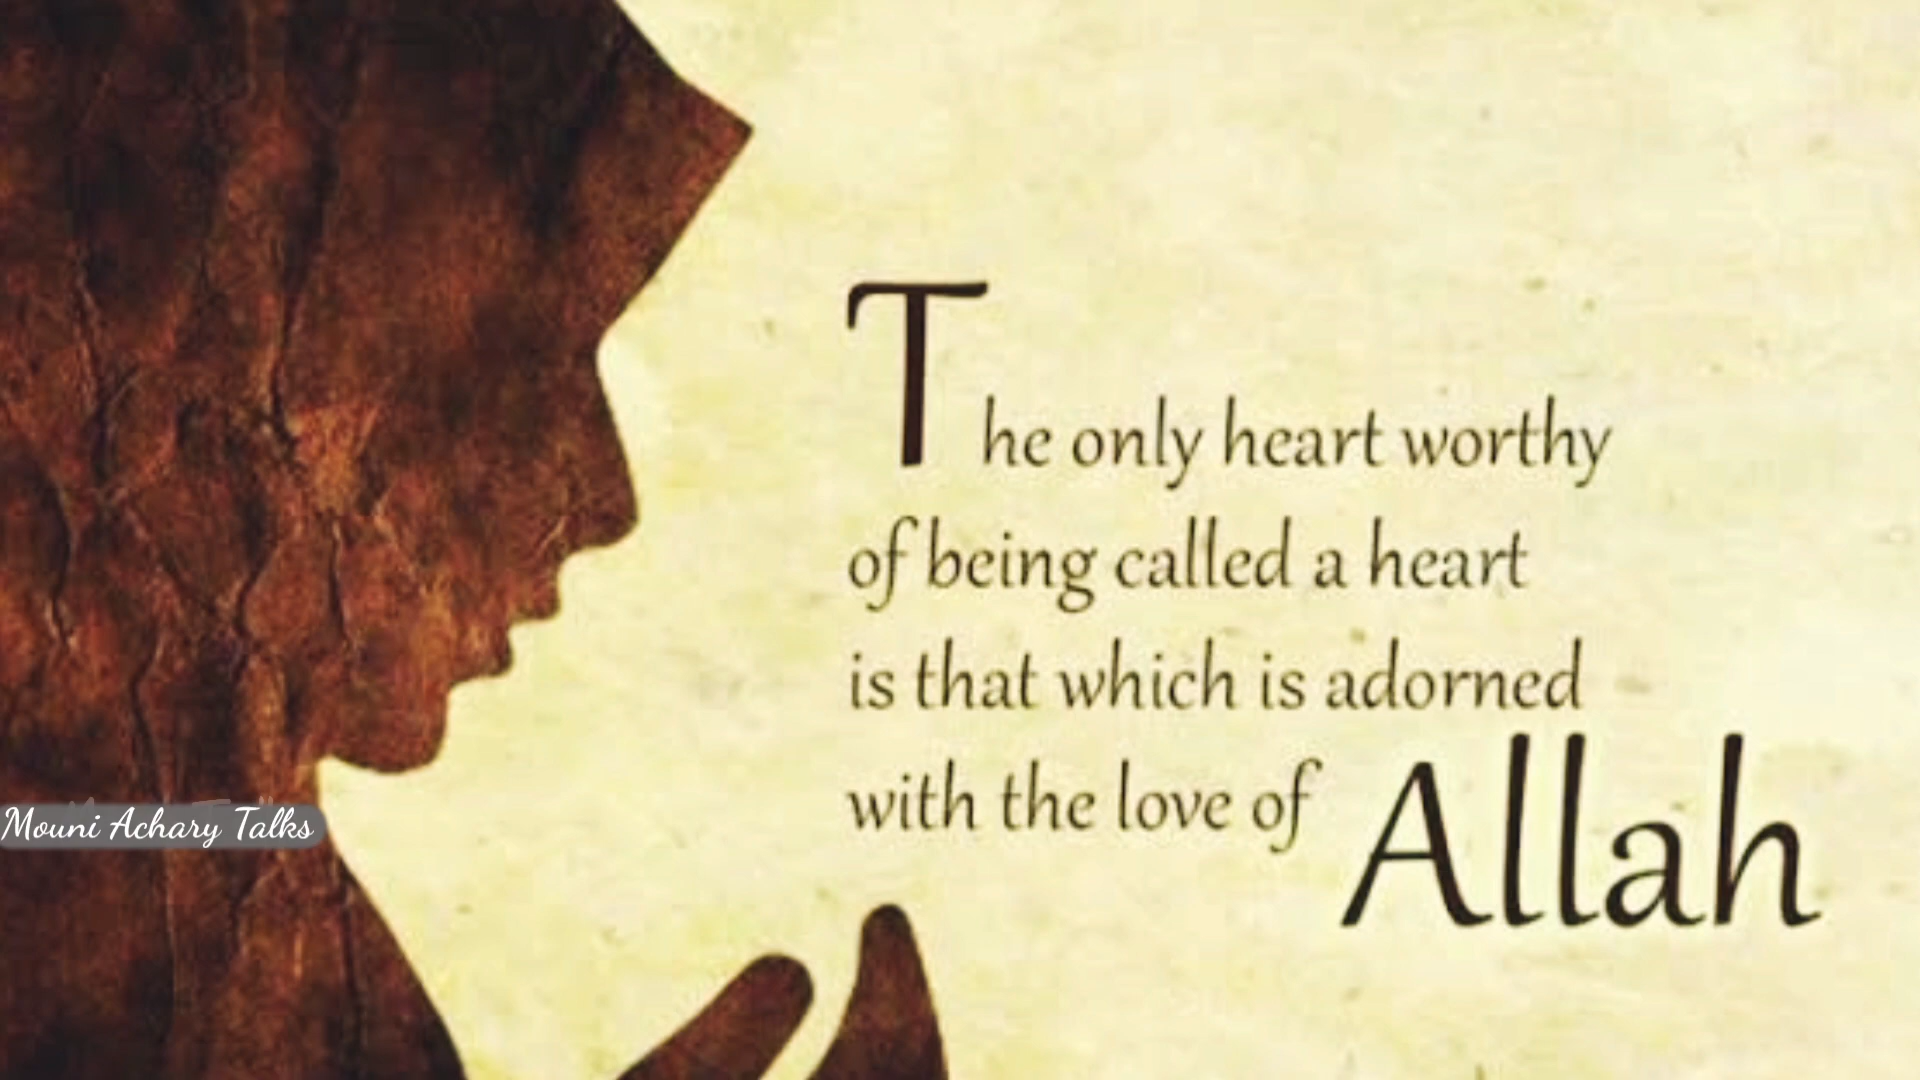 The only heart worthy
of being called a heart
is that which is adorned
with the love of Allah
Mouni Achary Talks